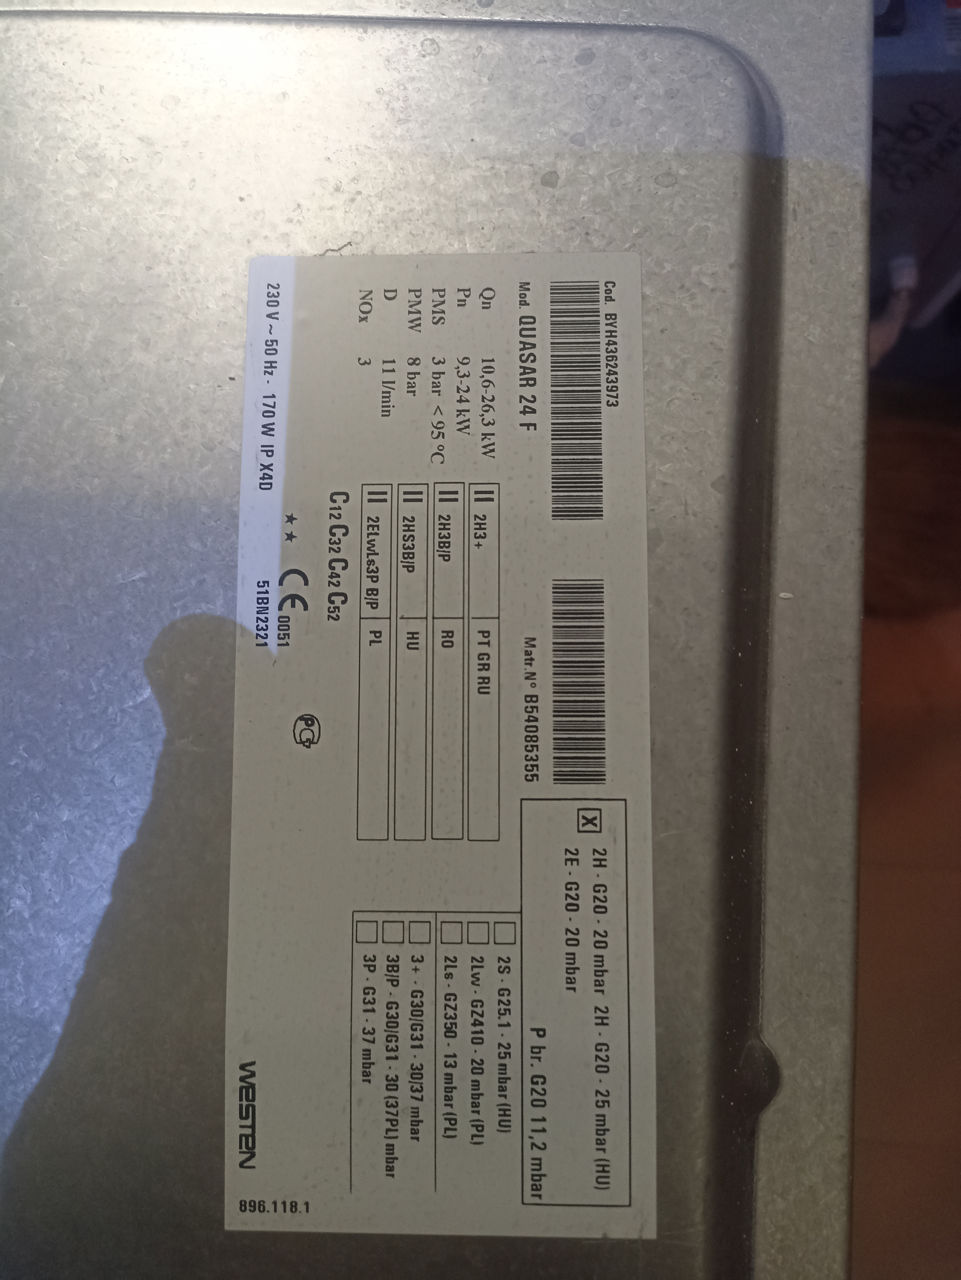 Cod. BYH436243973
Mod. QUASAR 24 F
Matr.N° B54085355
Qn 10,6-26,3 kW
Pn 9,3-24 kW
PMS 3 bar < 95 °C
PMW 8 bar
D 11 l/min
NOx 3
II 2H3+ PT GR RU
II 2H3B/P RO
II 2HS3B/P HU
II 2ELwLs3P B/P PL
C12 C32 C42 C52
X 2H - G20 - 20 mbar 2H - G20 - 25 mbar (HU)
2E - G20 - 20 mbar
P br. G20 11,2 mbar
2S - G25.1 - 25 mbar (HU)
2Lw - GZ410 - 20 mbar (PL)
2Ls - GZ350 - 13 mbar (PL)
3+ - G30/G31 - 30/37 mbar
3B/P - G30/G31 - 30 (37PL) mbar
3P - G31 - 37 mbar
230 V ~ 50 Hz - 170 W IP X4D
★★ CE 0051
51BN2321
PG
WESTEN
896.118.1